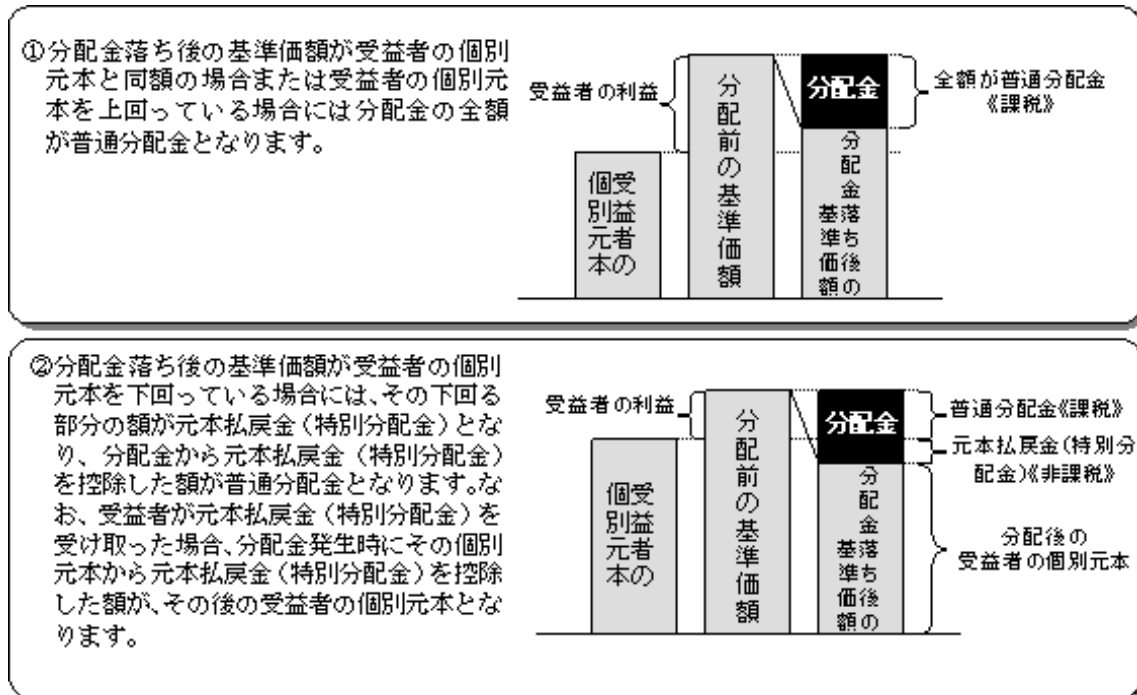 ①分配金落ち後の基準価額が受益者の個別
元本と同額の場合または受益者の個別元
本を上回っている場合には分配金の全額
が普通分配金となります。
受益者の利益
受益者の
個別元本
分配前の基準価額
分配金
分配金落ち後の
基準価額
全額が普通分配金
《課税》
②分配金落ち後の基準価額が受益者の個別
元本を下回っている場合には、その下回る
部分の額が元本払戻金(特別分配金)とな
り、分配金から元本払戻金(特別分配金)
を控除した額が普通分配金となります。な
お、受益者が元本払戻金(特別分配金)を
受け取った場合、分配金発生時にその個別
元本から元本払戻金(特別分配金)を控除
した額が、その後の受益者の個別元本とな
ります。
受益者の利益
受益者の
個別元本
分配前の基準価額
分配金
分配金落ち後の
基準価額
普通分配金《課税》
元本払戻金(特別分
配金)《非課税》
分配後の
受益者の個別元本